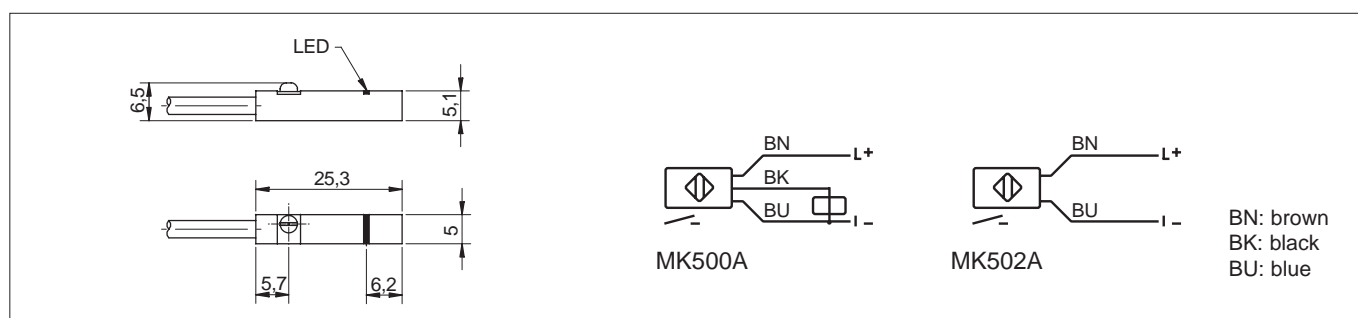 LED
6,5
5,1
25,3
5
5,7
6,2
BN
L+
BK
BU
L-
MK500A
BN
L+
BU
L-
MK502A
BN: brown
BK: black
BU: blue